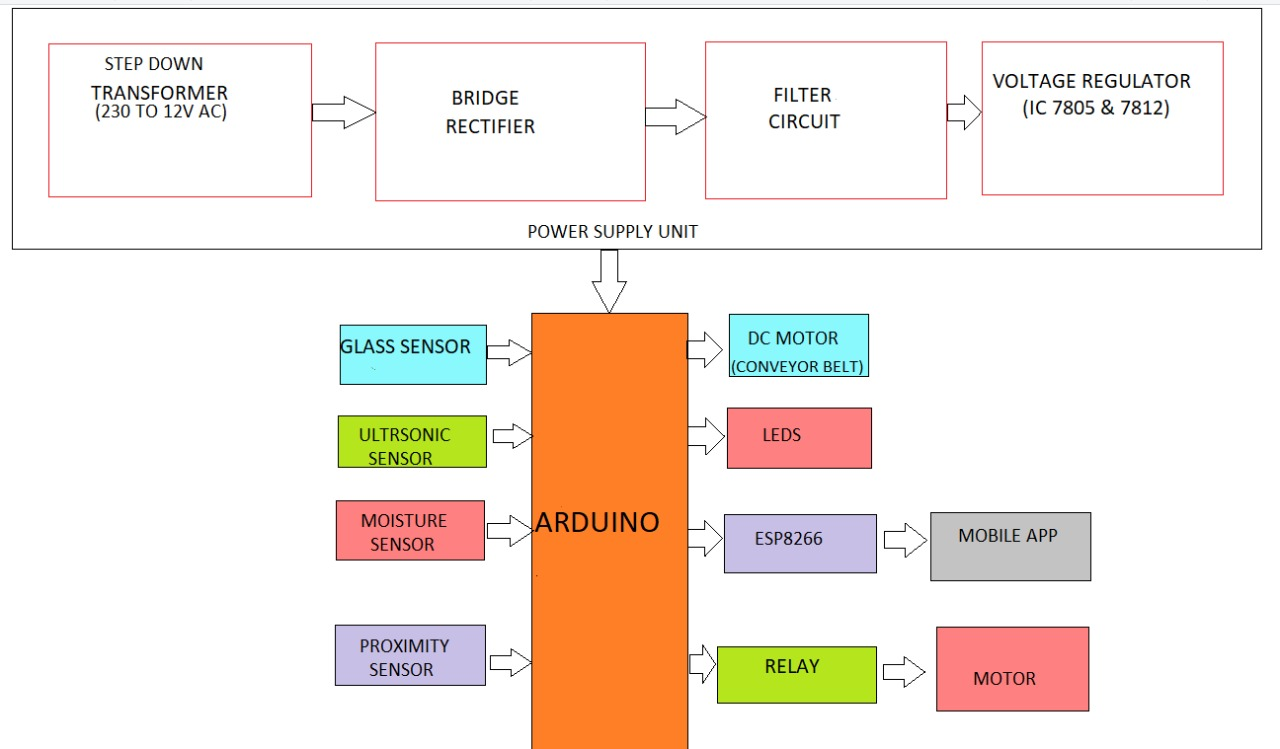 STEP DOWN
TRANSFORMER
(230 TO 12V AC)
BRIDGE
RECTIFIER
FILTER
CIRCUIT
VOLTAGE REGULATOR
(IC 7805 & 7812)
POWER SUPPLY UNIT
GLASS SENSOR
ULTRSONIC
SENSOR
MOISTURE
SENSOR
PROXIMITY
SENSOR
ARDUINO
DC MOTOR
(CONVEYOR BELT)
LEDS
ESP8266
MOBILE APP
RELAY
MOTOR